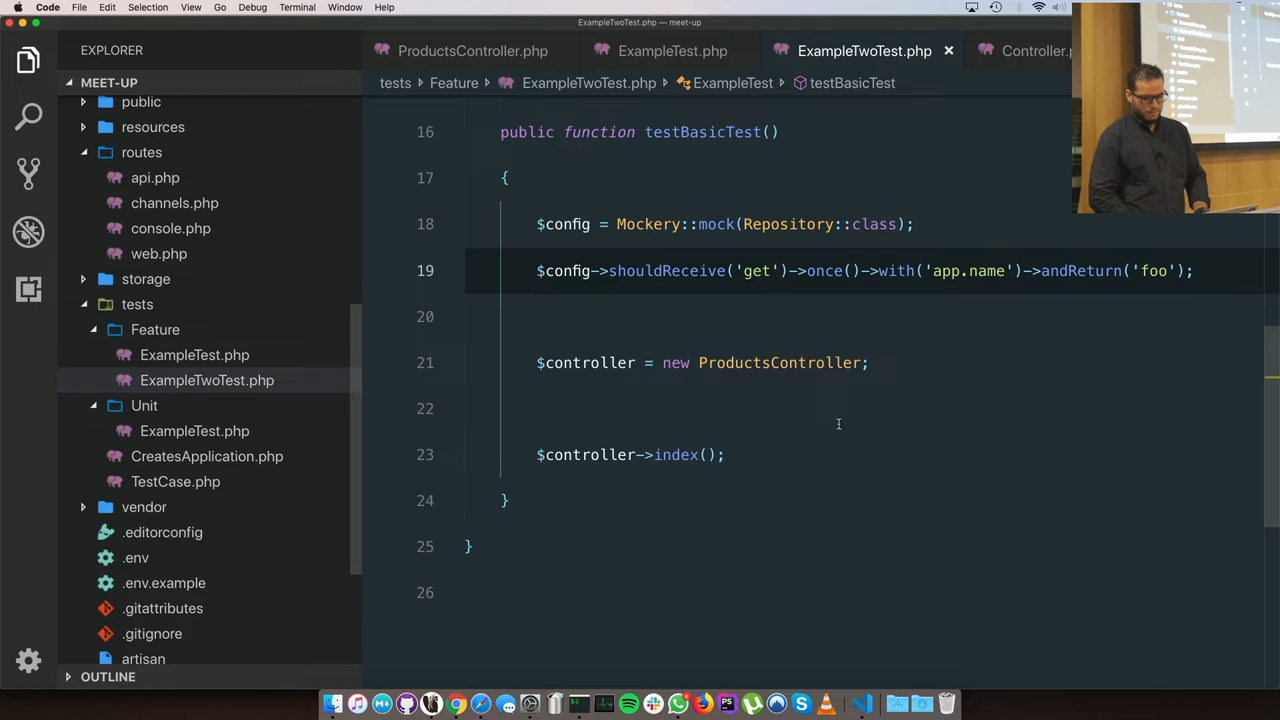 Code File Edit Selection View Go Debug Terminal Window Help
ExampleTwoTest.php — meet-up
EXPLORER
MEET-UP
public
resources
routes
api.php
channels.php
console.php
web.php
storage
tests
Feature
ExampleTest.php
ExampleTwoTest.php
Unit
ExampleTest.php
CreatesApplication.php
TestCase.php
vendor
.editorconfig
.env
.env.example
.gitattributes
.gitignore
artisan
OUTLINE
ProductsController.php ExampleTest.php ExampleTwoTest.php Controller.p
tests Feature ExampleTwoTest.php ExampleTest testBasicTest
16 public function testBasicTest()
17 {
18 $config = Mockery::mock(Repository::class);
19 $config->shouldReceive('get')->once()->with('app.name')->andReturn('foo');
20
21 $controller = new ProductsController;
22
23 $controller->index();
24 }
25 }
26